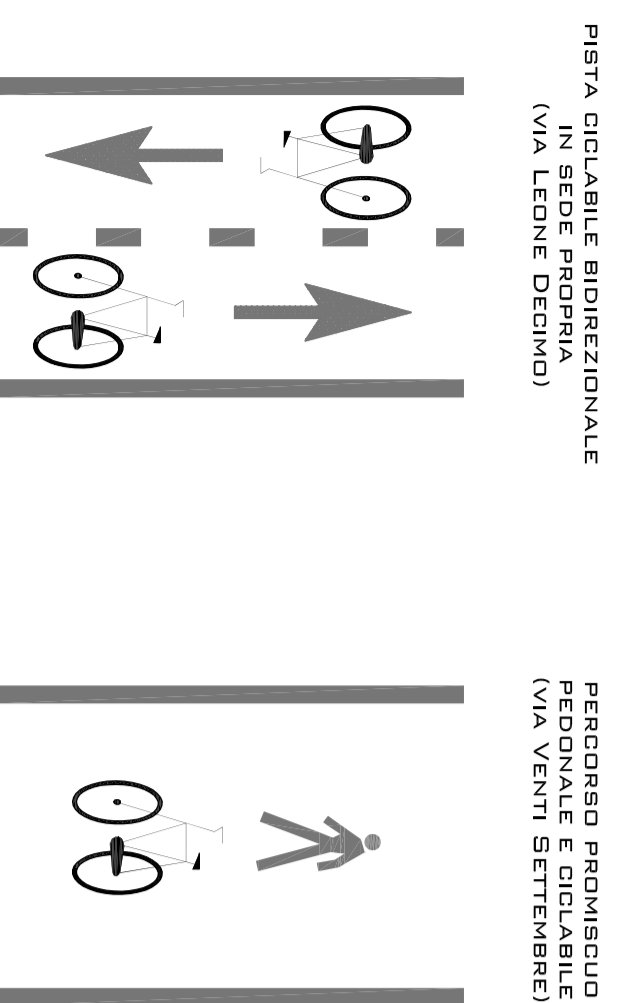 PISTA CICLABILE BIDIREZIONALE
IN SEDE PROPRIA
(VIA LEONE DECIMO)
PERCORSO PROMISCUO
PEDONALE E CICLABILE
(VIA VENTI SETTEMBRE)